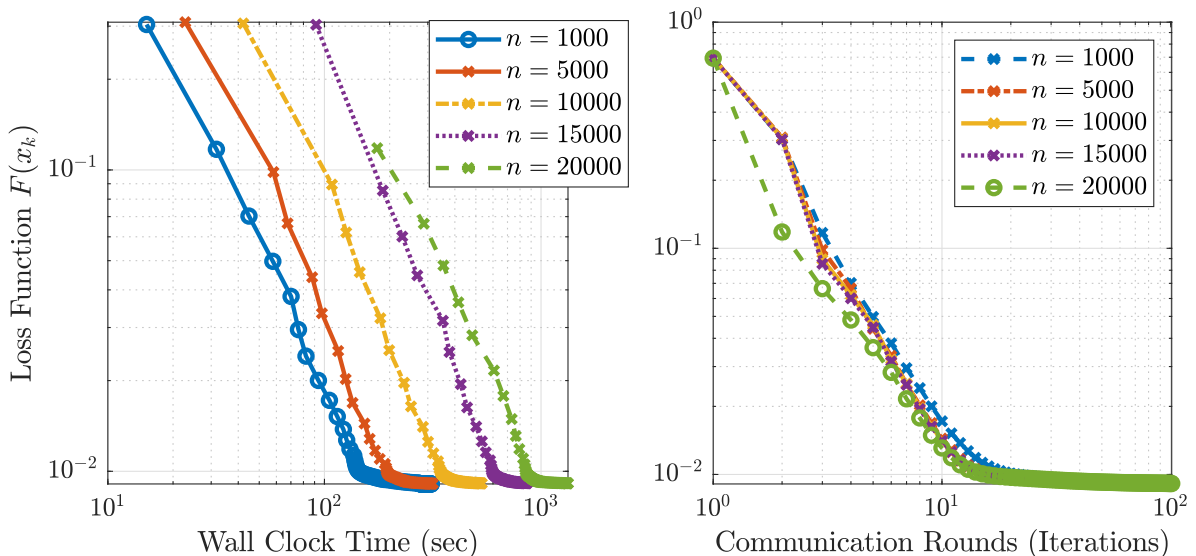 Loss Function F(x_k)
10^-1
10^-2
10^1
10^2
10^3
Wall Clock Time (sec)
n = 1000
n = 5000
n = 10000
n = 15000
n = 20000
10^0
10^-1
10^-2
10^0
10^1
10^2
Communication Rounds (Iterations)
n = 1000
n = 5000
n = 10000
n = 15000
n = 20000